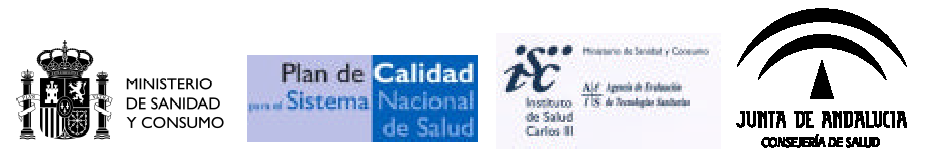 MINISTERIO
DE SANIDAD
Y CONSUMO
Plan de Calidad
para el Sistema Nacional
de Salud
isc
Instituto
de Salud
Carlos III
Ministerio de Sanidad y Consumo
Agencia de Evaluación
de Tecnologías Sanitarias
JUNTA DE ANDALUCIA
CONSEJERÍA DE SALUD